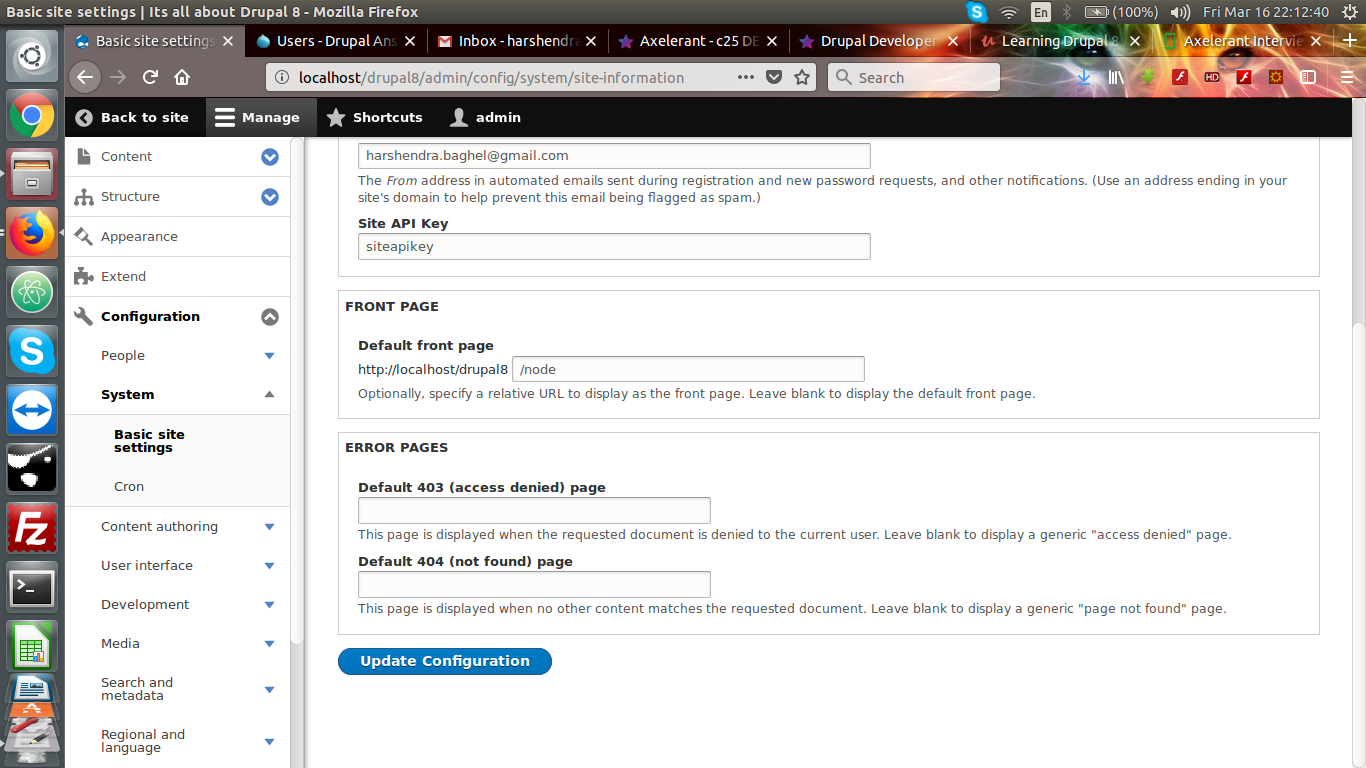 Basic site settings | Its all about Drupal 8 - Mozilla Firefox
En
(100%)
Fri Mar 16 22:12:40
Basic site settings
Users - Drupal Ans
Inbox - harshendra
Axelerant - c25 DE
Drupal Developer
Learning Drupal 8
Axelerant Intervie
localhost/drupal8/admin/config/system/site-information
Search
HD
Back to site
Manage
Shortcuts
admin
Content
Structure
Appearance
Extend
Configuration
People
System
Basic site
settings
Cron
Content authoring
User interface
Development
Media
Search and
metadata
Regional and
language
harshendra.baghel@gmail.com
The From address in automated emails sent during registration and new password requests, and other notifications. (Use an address ending in your
site's domain to help prevent this email being flagged as spam.)
Site API Key
siteapikey
FRONT PAGE
Default front page
http://localhost/drupal8 /node
Optionally, specify a relative URL to display as the front page. Leave blank to display the default front page.
ERROR PAGES
Default 403 (access denied) page
This page is displayed when the requested document is denied to the current user. Leave blank to display a generic "access denied" page.
Default 404 (not found) page
This page is displayed when no other content matches the requested document. Leave blank to display a generic "page not found" page.
Update Configuration